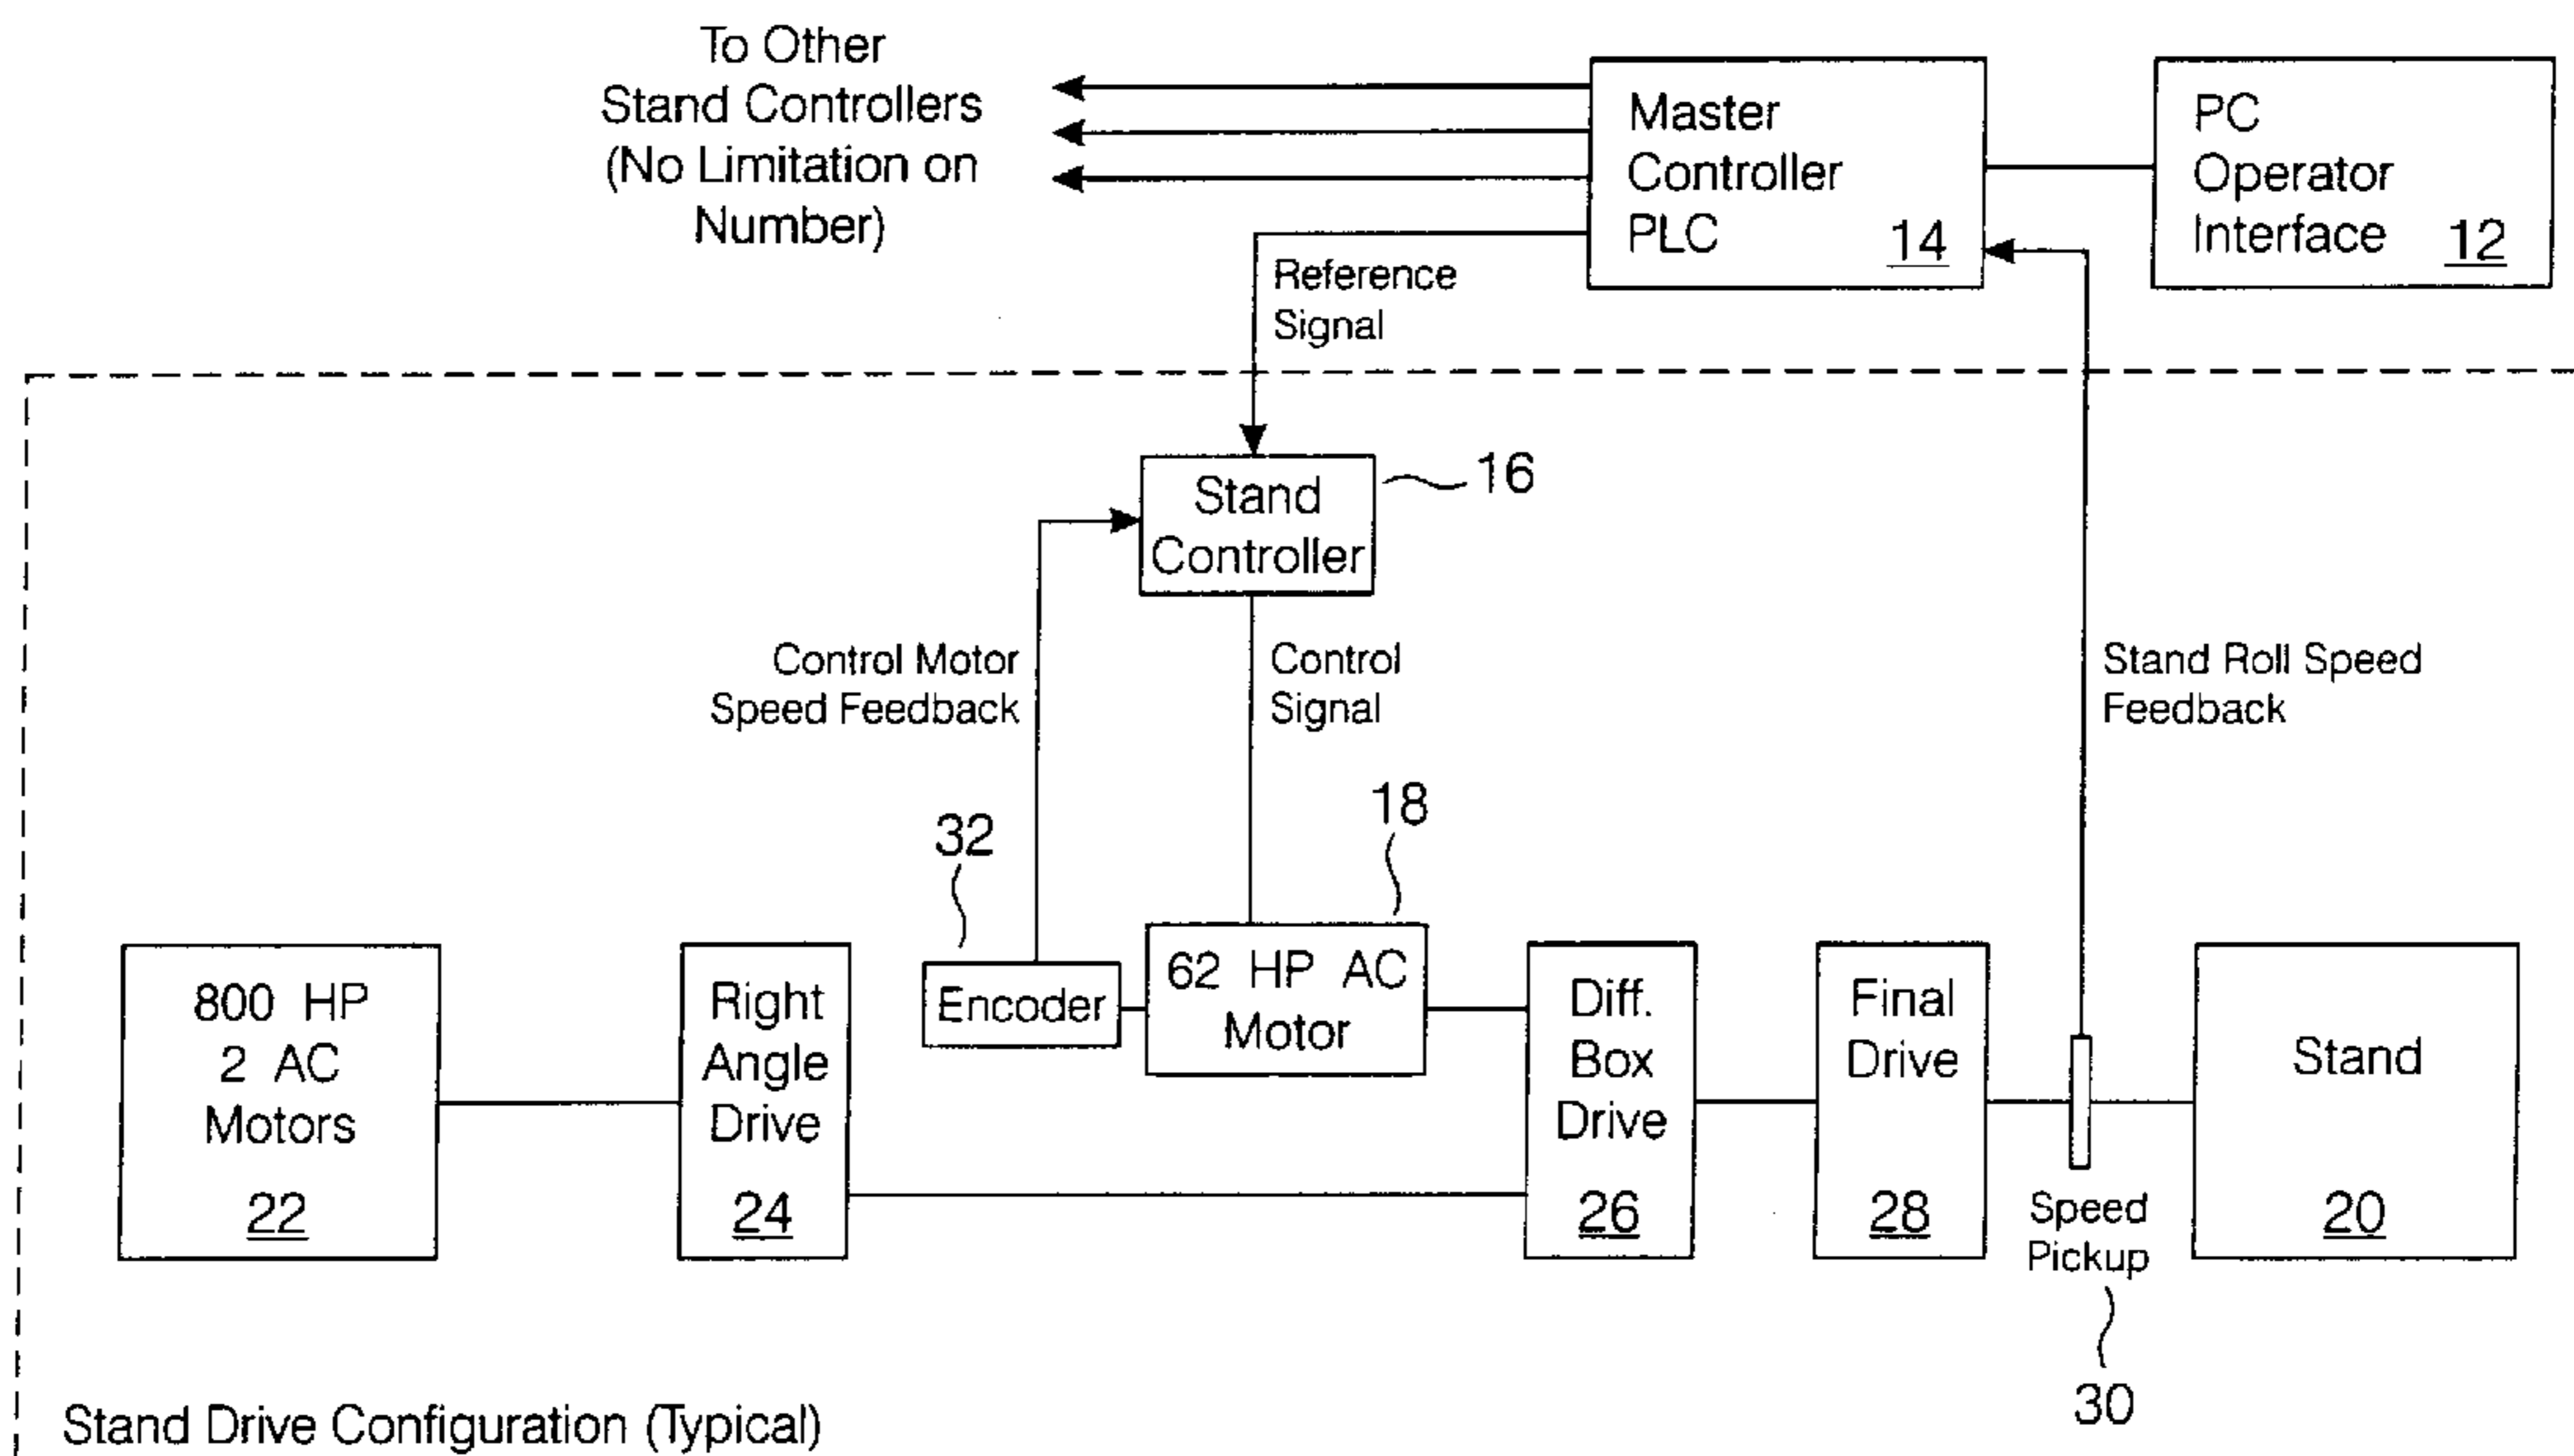 To Other
Stand Controllers
(No Limitation on
Number)
Master
Controller
PLC
14
PC
Operator
Interface
12
Reference
Signal
Stand
Controller
16
Control Motor
Speed Feedback
Control
Signal
Stand Roll Speed
Feedback
32
18
800 HP
2 AC
Motors
22
Right
Angle
Drive
24
Encoder
62 HP AC
Motor
Diff.
Box
Drive
26
Final
Drive
28
Speed
Pickup
30
Stand
20
Stand Drive Configuration (Typical)